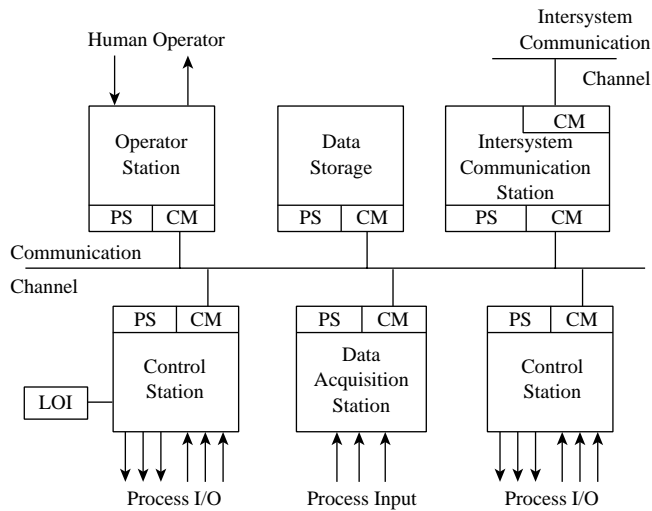 Intersystem
Communication
Channel
Human Operator
Operator
Station
PS CM
Data
Storage
PS CM
CM
Intersystem
Communication
Station
PS CM
Communication
Channel
PS CM
Control
Station
LOI
Process I/O
PS CM
Data
Acquisition
Station
Process Input
PS CM
Control
Station
Process I/O